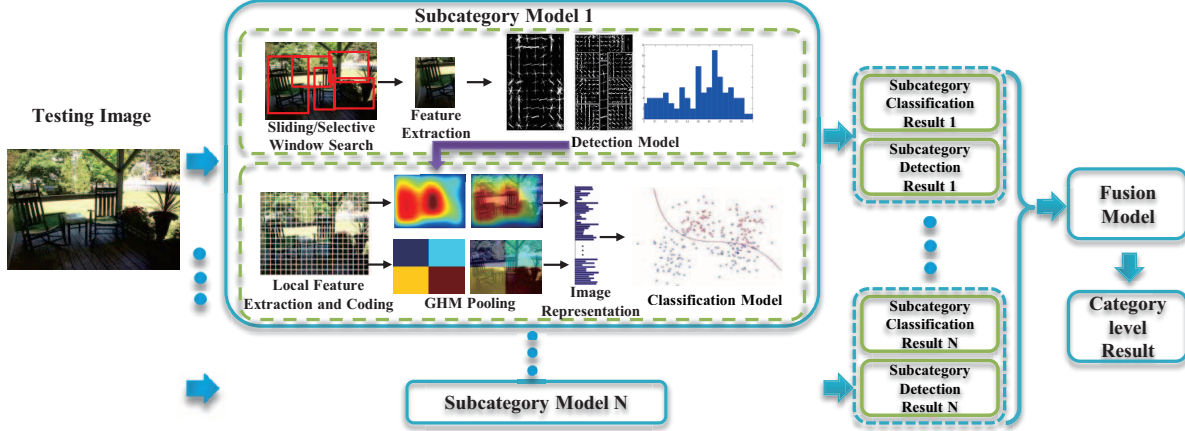 Subcategory Model 1
Testing Image
Sliding/Selective
Window Search
Feature
Extraction
Detection Model
Local Feature
Extraction and Coding
GHM Pooling
Image
Representation
Classification Model
Subcategory Model N
Subcategory
Classification
Result 1
Subcategory
Detection
Result 1
Subcategory
Classification
Result N
Subcategory
Detection
Result N
Fusion
Model
Category
level
Result